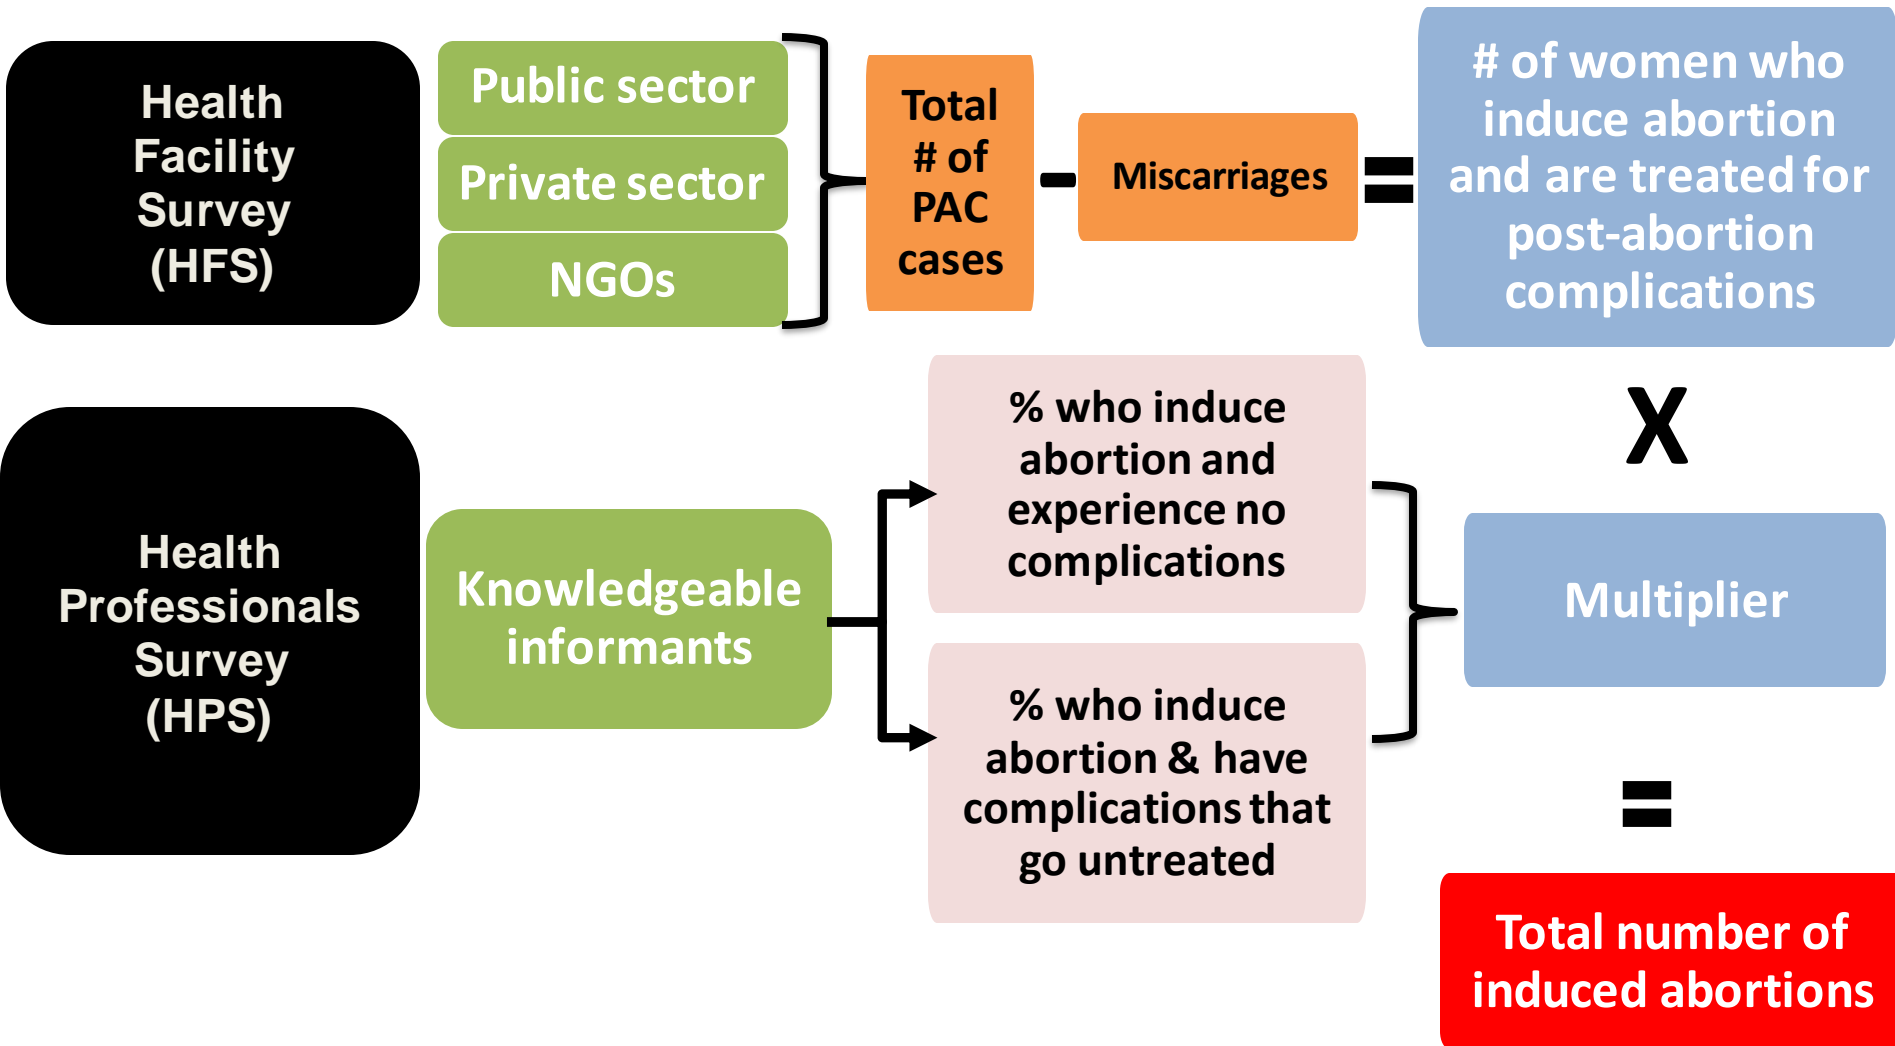 Health
Facility
Survey
(HFS)
Public sector
Private sector
NGOs
Total
# of
PAC
cases
-
Miscarriages
=
# of women who
induce abortion
and are treated for
post-abortion
complications
X
Health
Professionals
Survey
(HPS)
Knowledgeable
informants
% who induce
abortion and
experience no
complications
% who induce
abortion & have
complications that
go untreated
Multiplier
=
Total number of
induced abortions